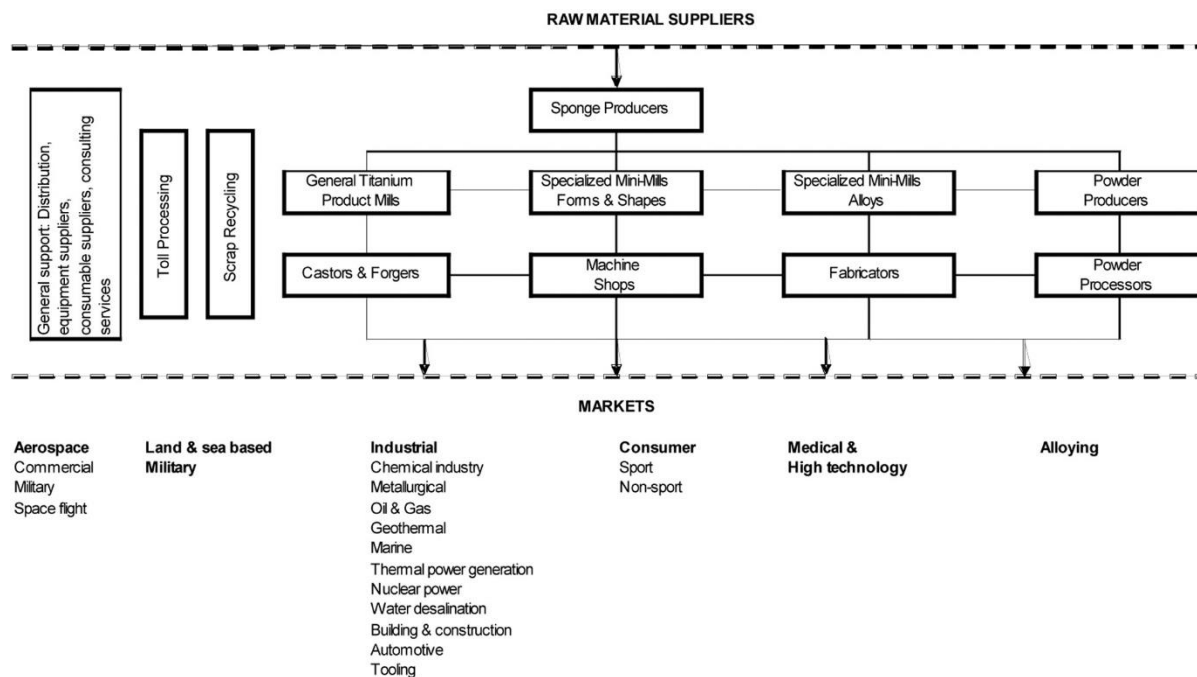 RAW MATERIAL SUPPLIERS
General support: Distribution,
equipment suppliers,
consumable suppliers, consulting
services
Toll Processing
Scrap Recycling
Sponge Producers
General Titanium
Product Mills
Specialized Mini-Mills
Forms & Shapes
Specialized Mini-Mills
Alloys
Powder
Producers
Castors & Forgers
Machine
Shops
Fabricators
Powder
Processors
MARKETS
Aerospace
Commercial
Military
Space flight
Land & sea based
Military
Industrial
Chemical industry
Metallurgical
Oil & Gas
Geothermal
Marine
Thermal power generation
Nuclear power
Water desalination
Building & construction
Automotive
Tooling
Consumer
Sport
Non-sport
Medical &
High technology
Alloying